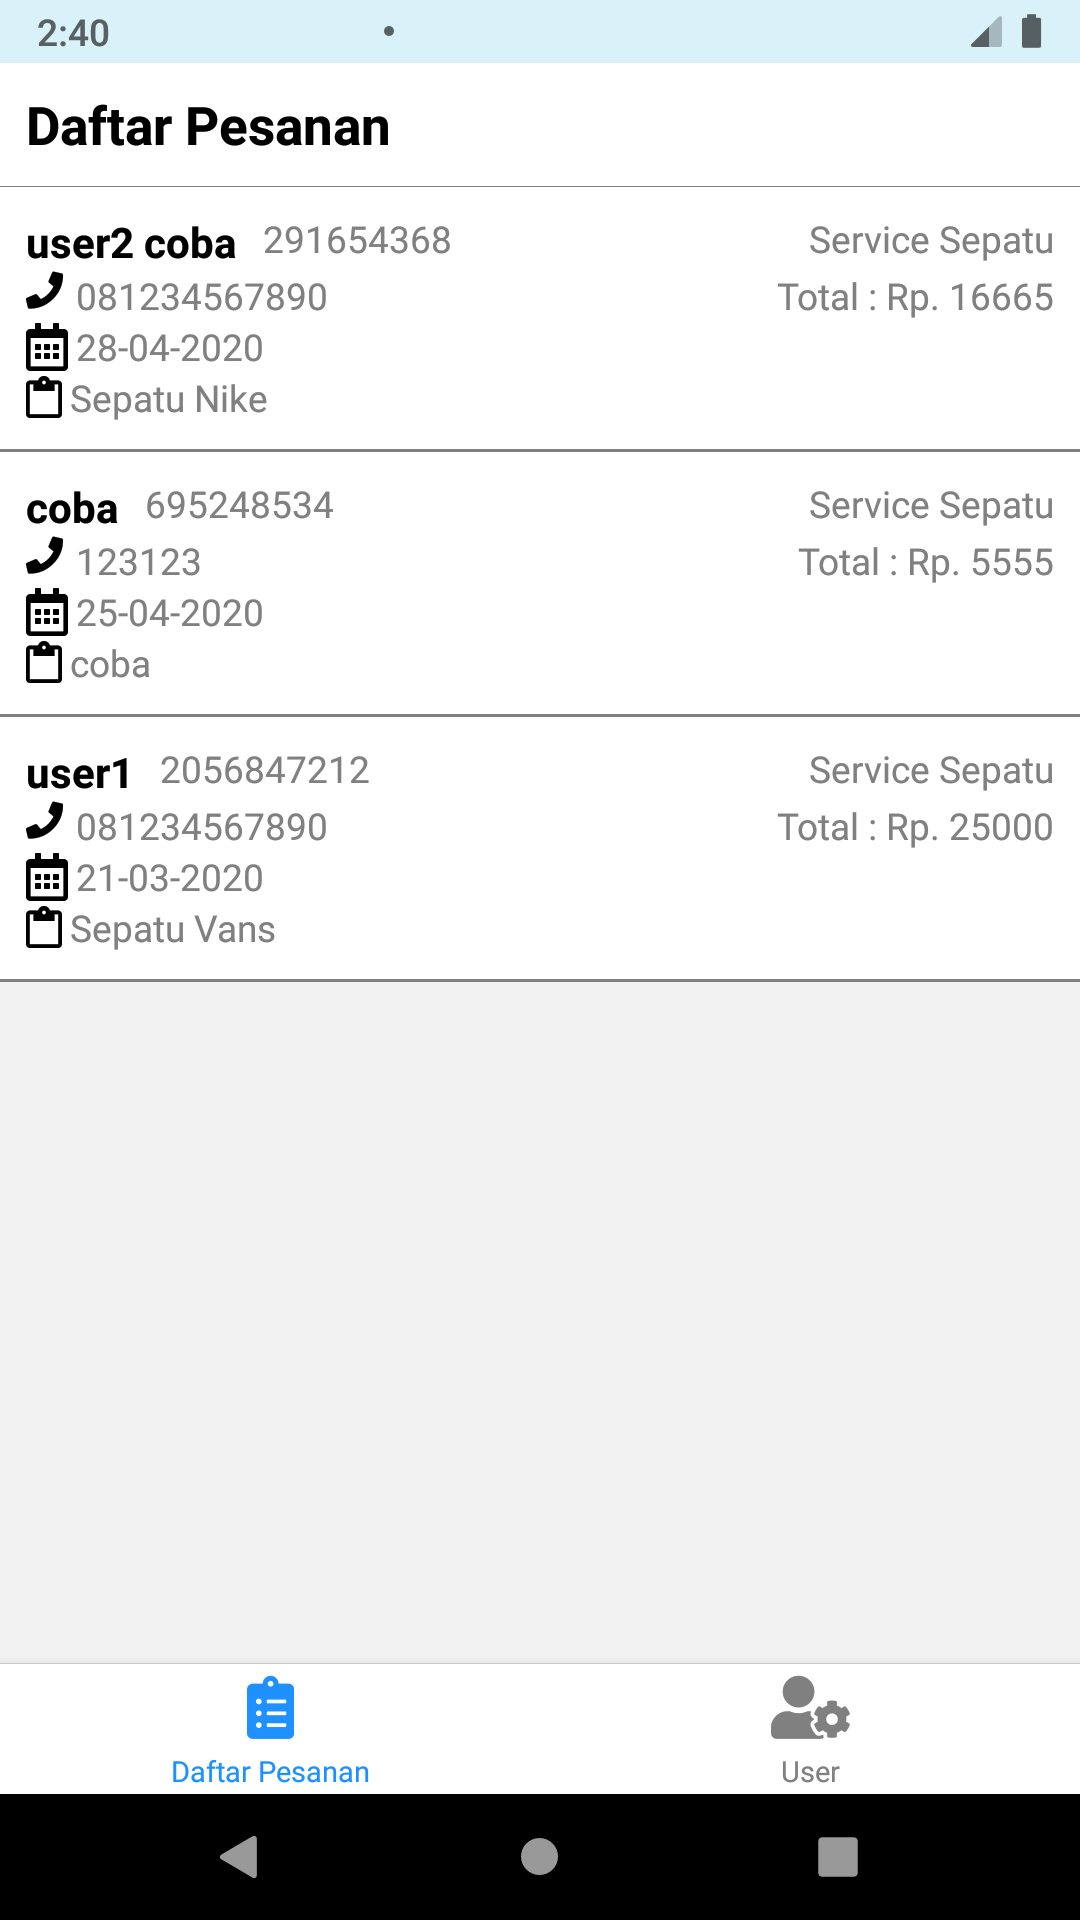 2:40
Daftar Pesanan
user2 coba 291654368 Service Sepatu
081234567890 Total : Rp. 16665
28-04-2020
Sepatu Nike
coba 695248534 Service Sepatu
123123 Total : Rp. 5555
25-04-2020
coba
user1 2056847212 Service Sepatu
081234567890 Total : Rp. 25000
21-03-2020
Sepatu Vans
Daftar Pesanan User